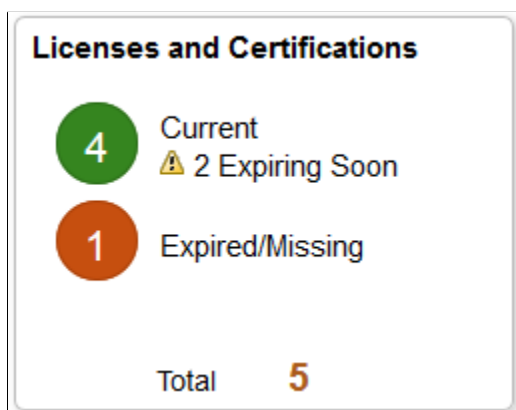 Licenses and Certifications
4 Current
2 Expiring Soon
1 Expired/Missing
Total 5